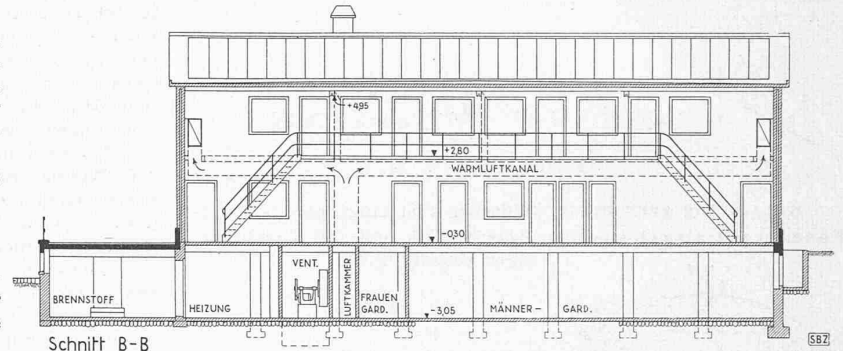 +4,95
+2,80
WARMLUFTKANAL
-0,30
VENT.
BRENNSTOFF
HEIZUNG
LUFTKAMMER
FRAUEN
GARD.
-3,05
MÄNNER - GARD.
Schnitt B-B
SBZ